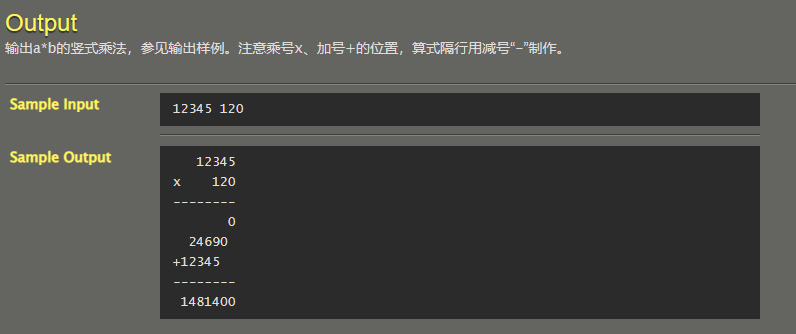 Output
输出a*b的竖式乘法，参见输出样例。注意乘号x、加号+的位置，算式隔行用减号“-”制作。
Sample Input
12345 120
Sample Output
   12345
x    120
--------
       0
  24690
+12345
--------
 1481400